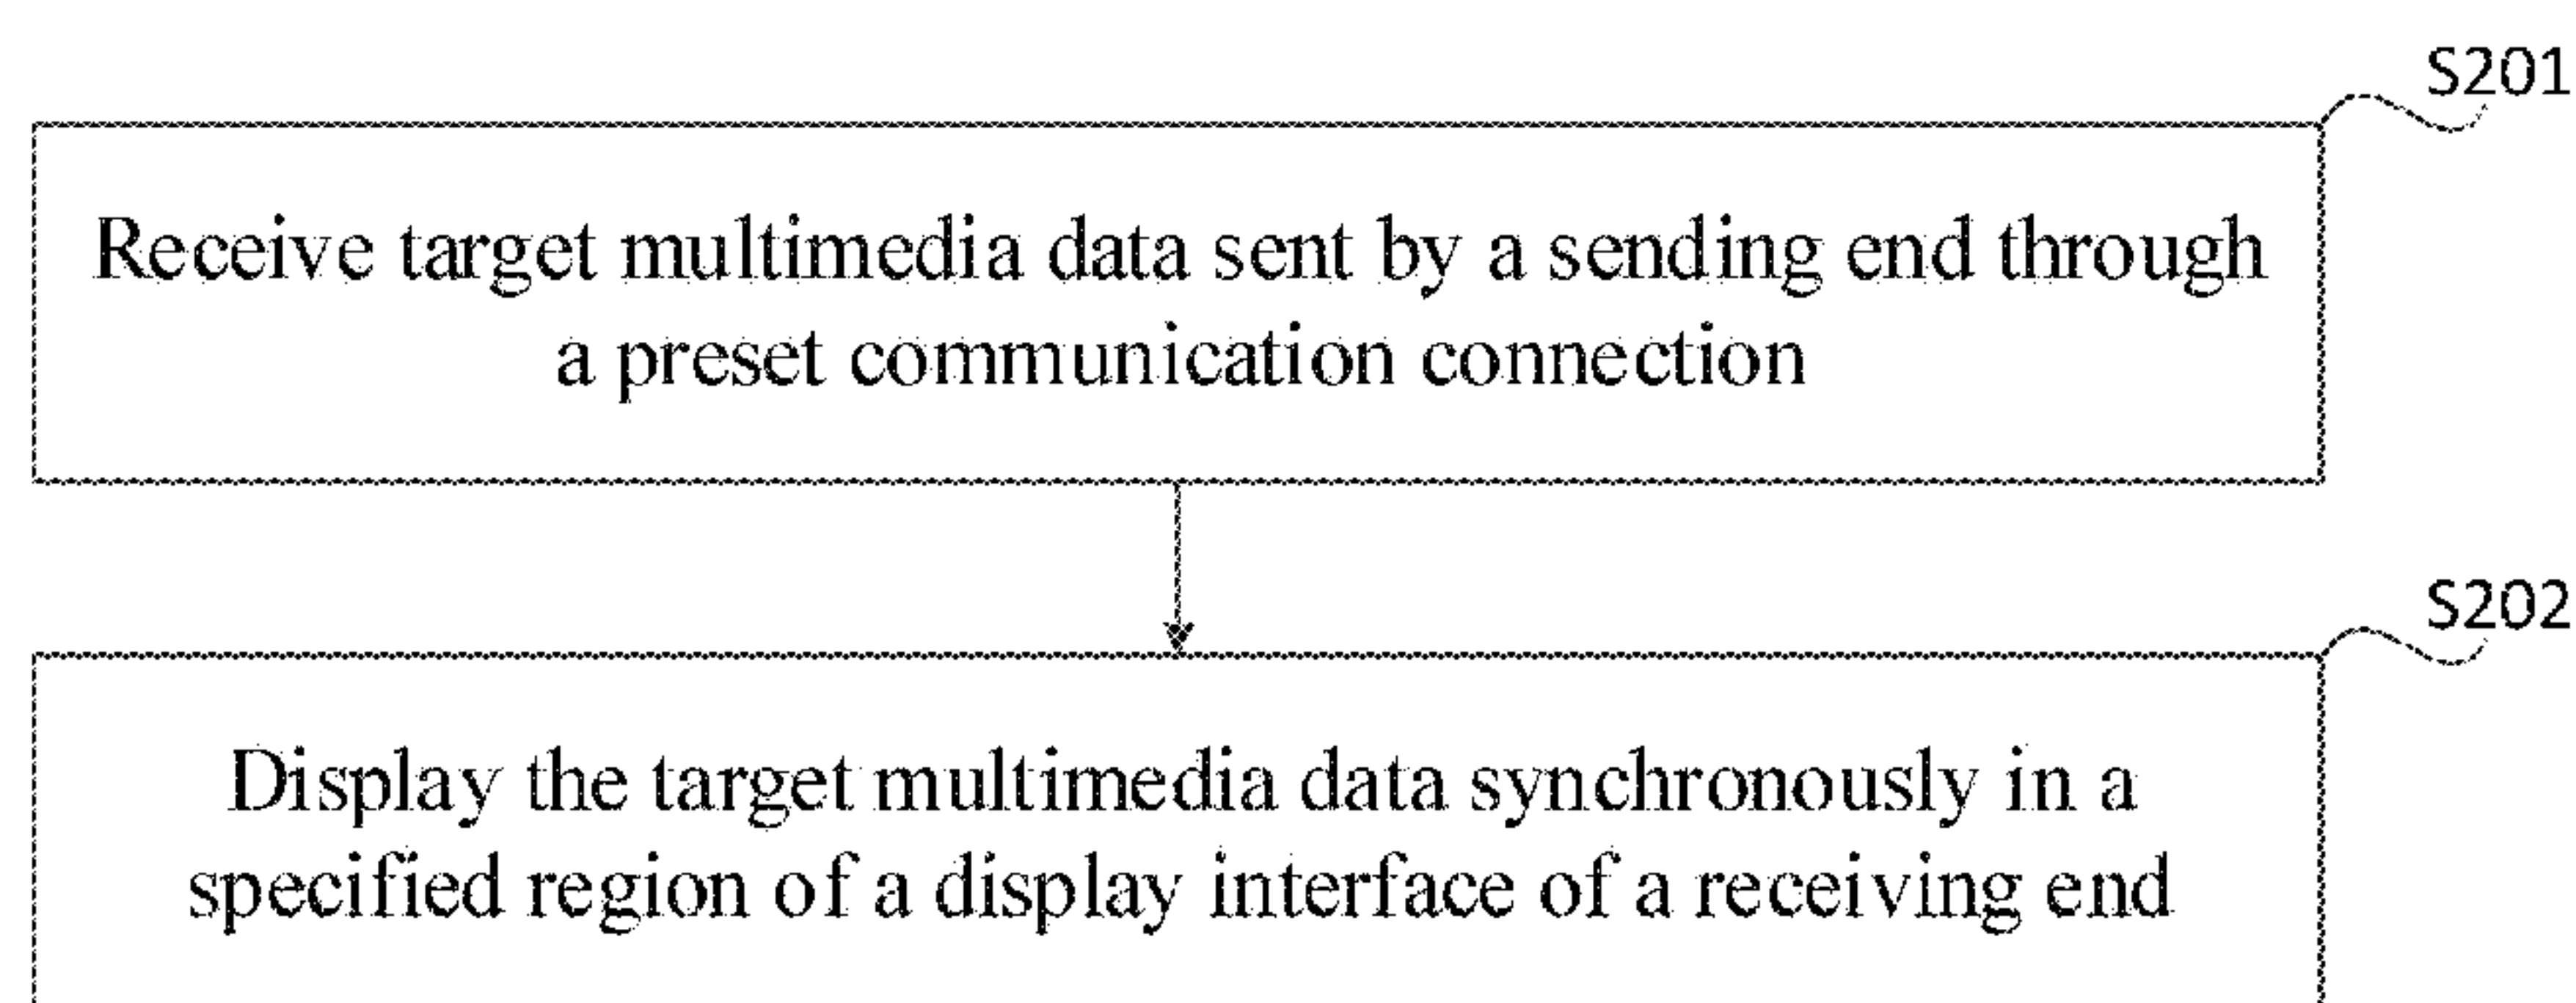 S201
Receive target multimedia data sent by a sending end through
a preset communication connection
S202
Display the target multimedia data synchronously in a
specified region of a display interface of a receiving end